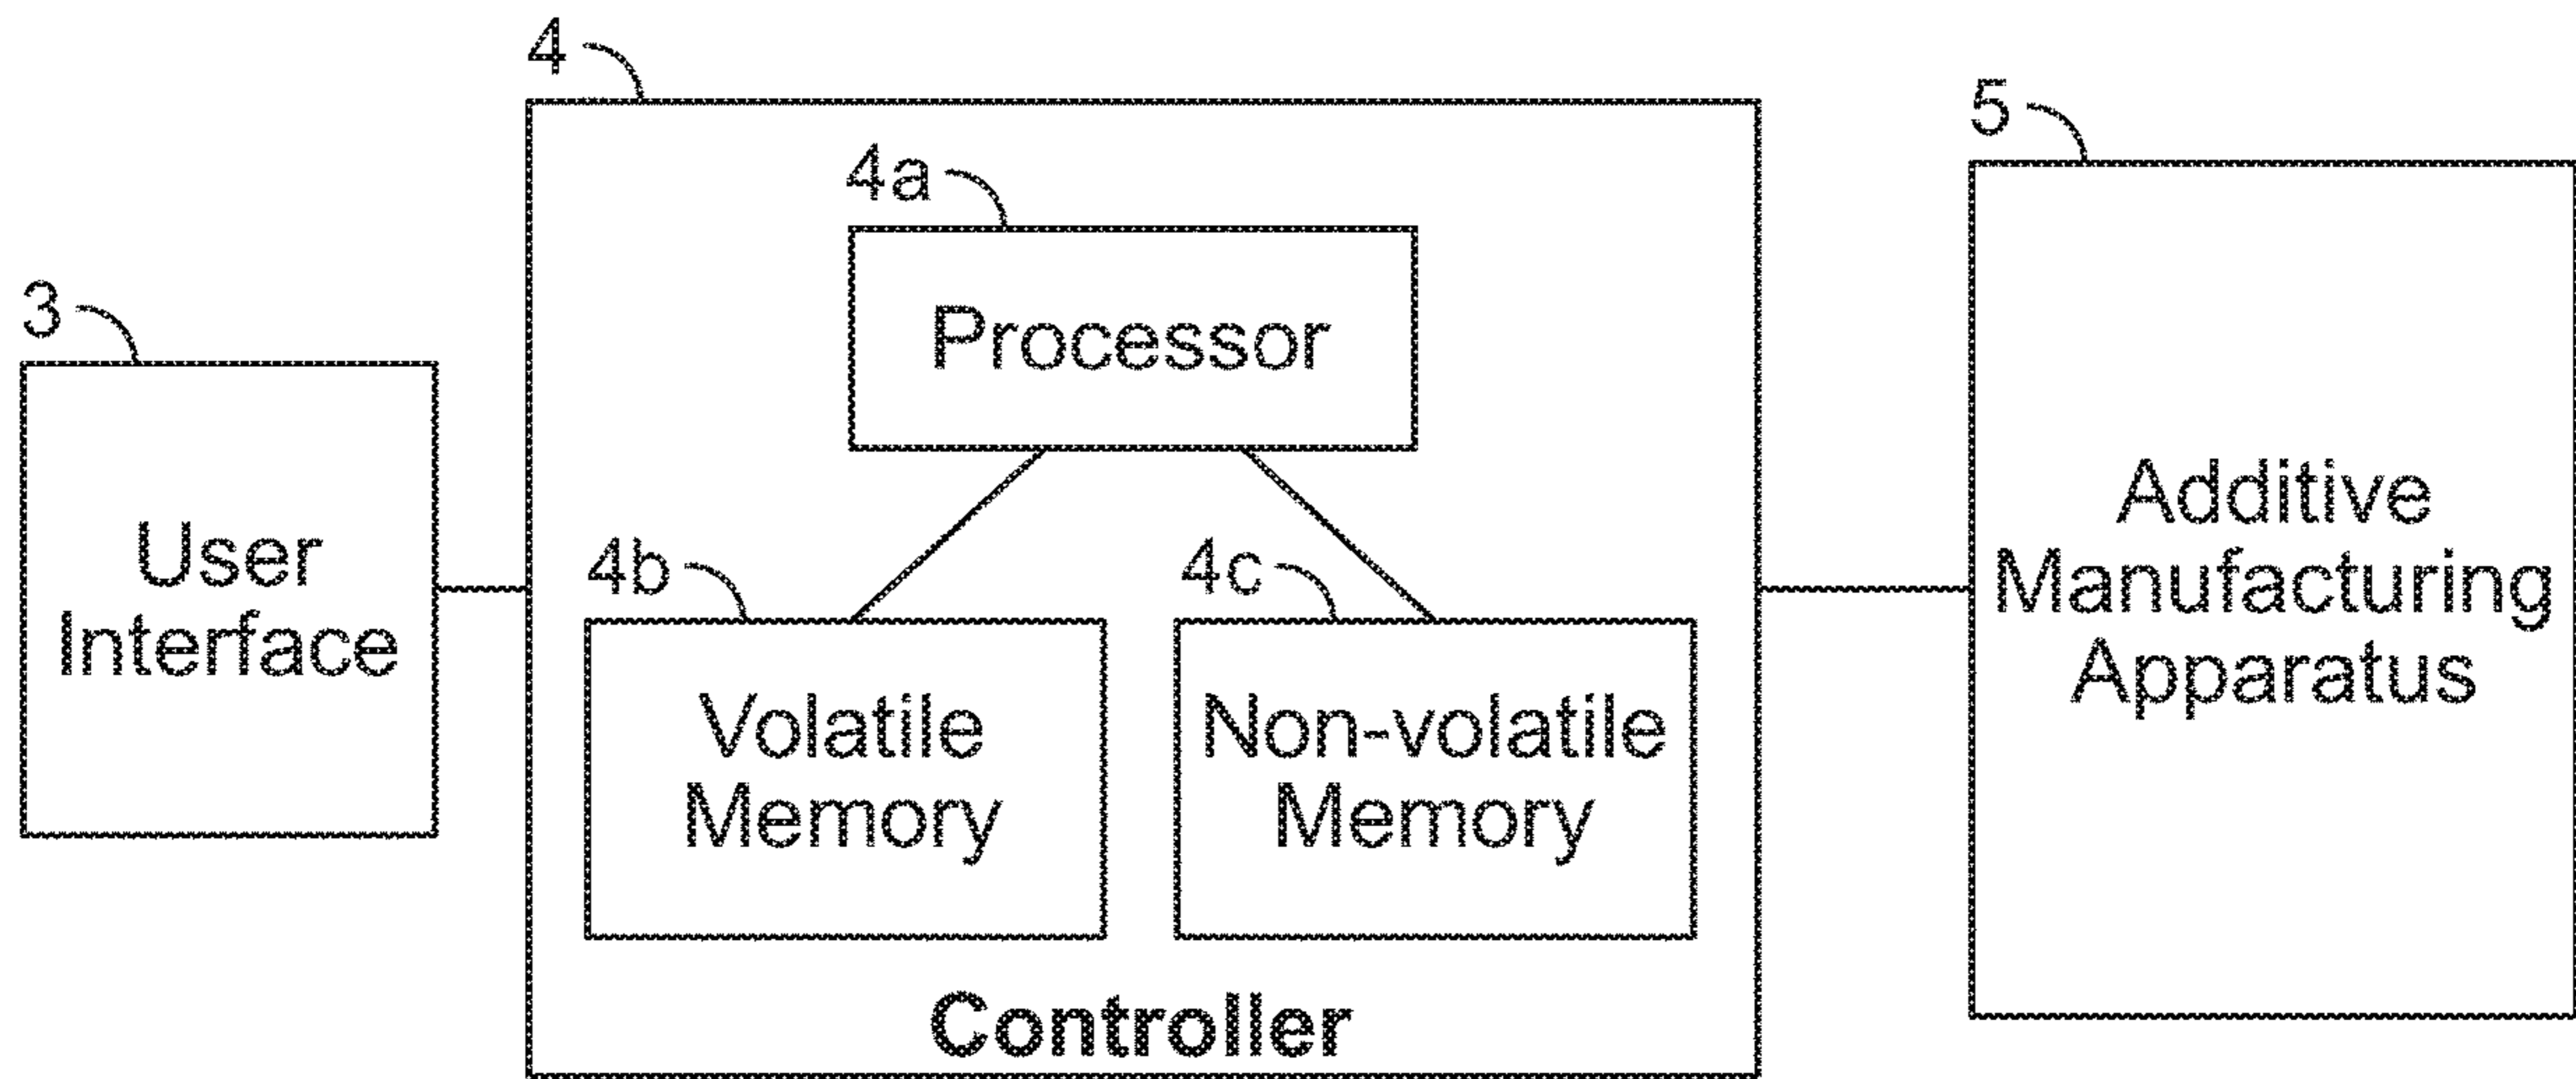 4
5
4a
3
Processor
User
Interface
4b
4c
Volatile
Memory
Non-volatile
Memory
Additive
Manufacturing
Apparatus
Controller